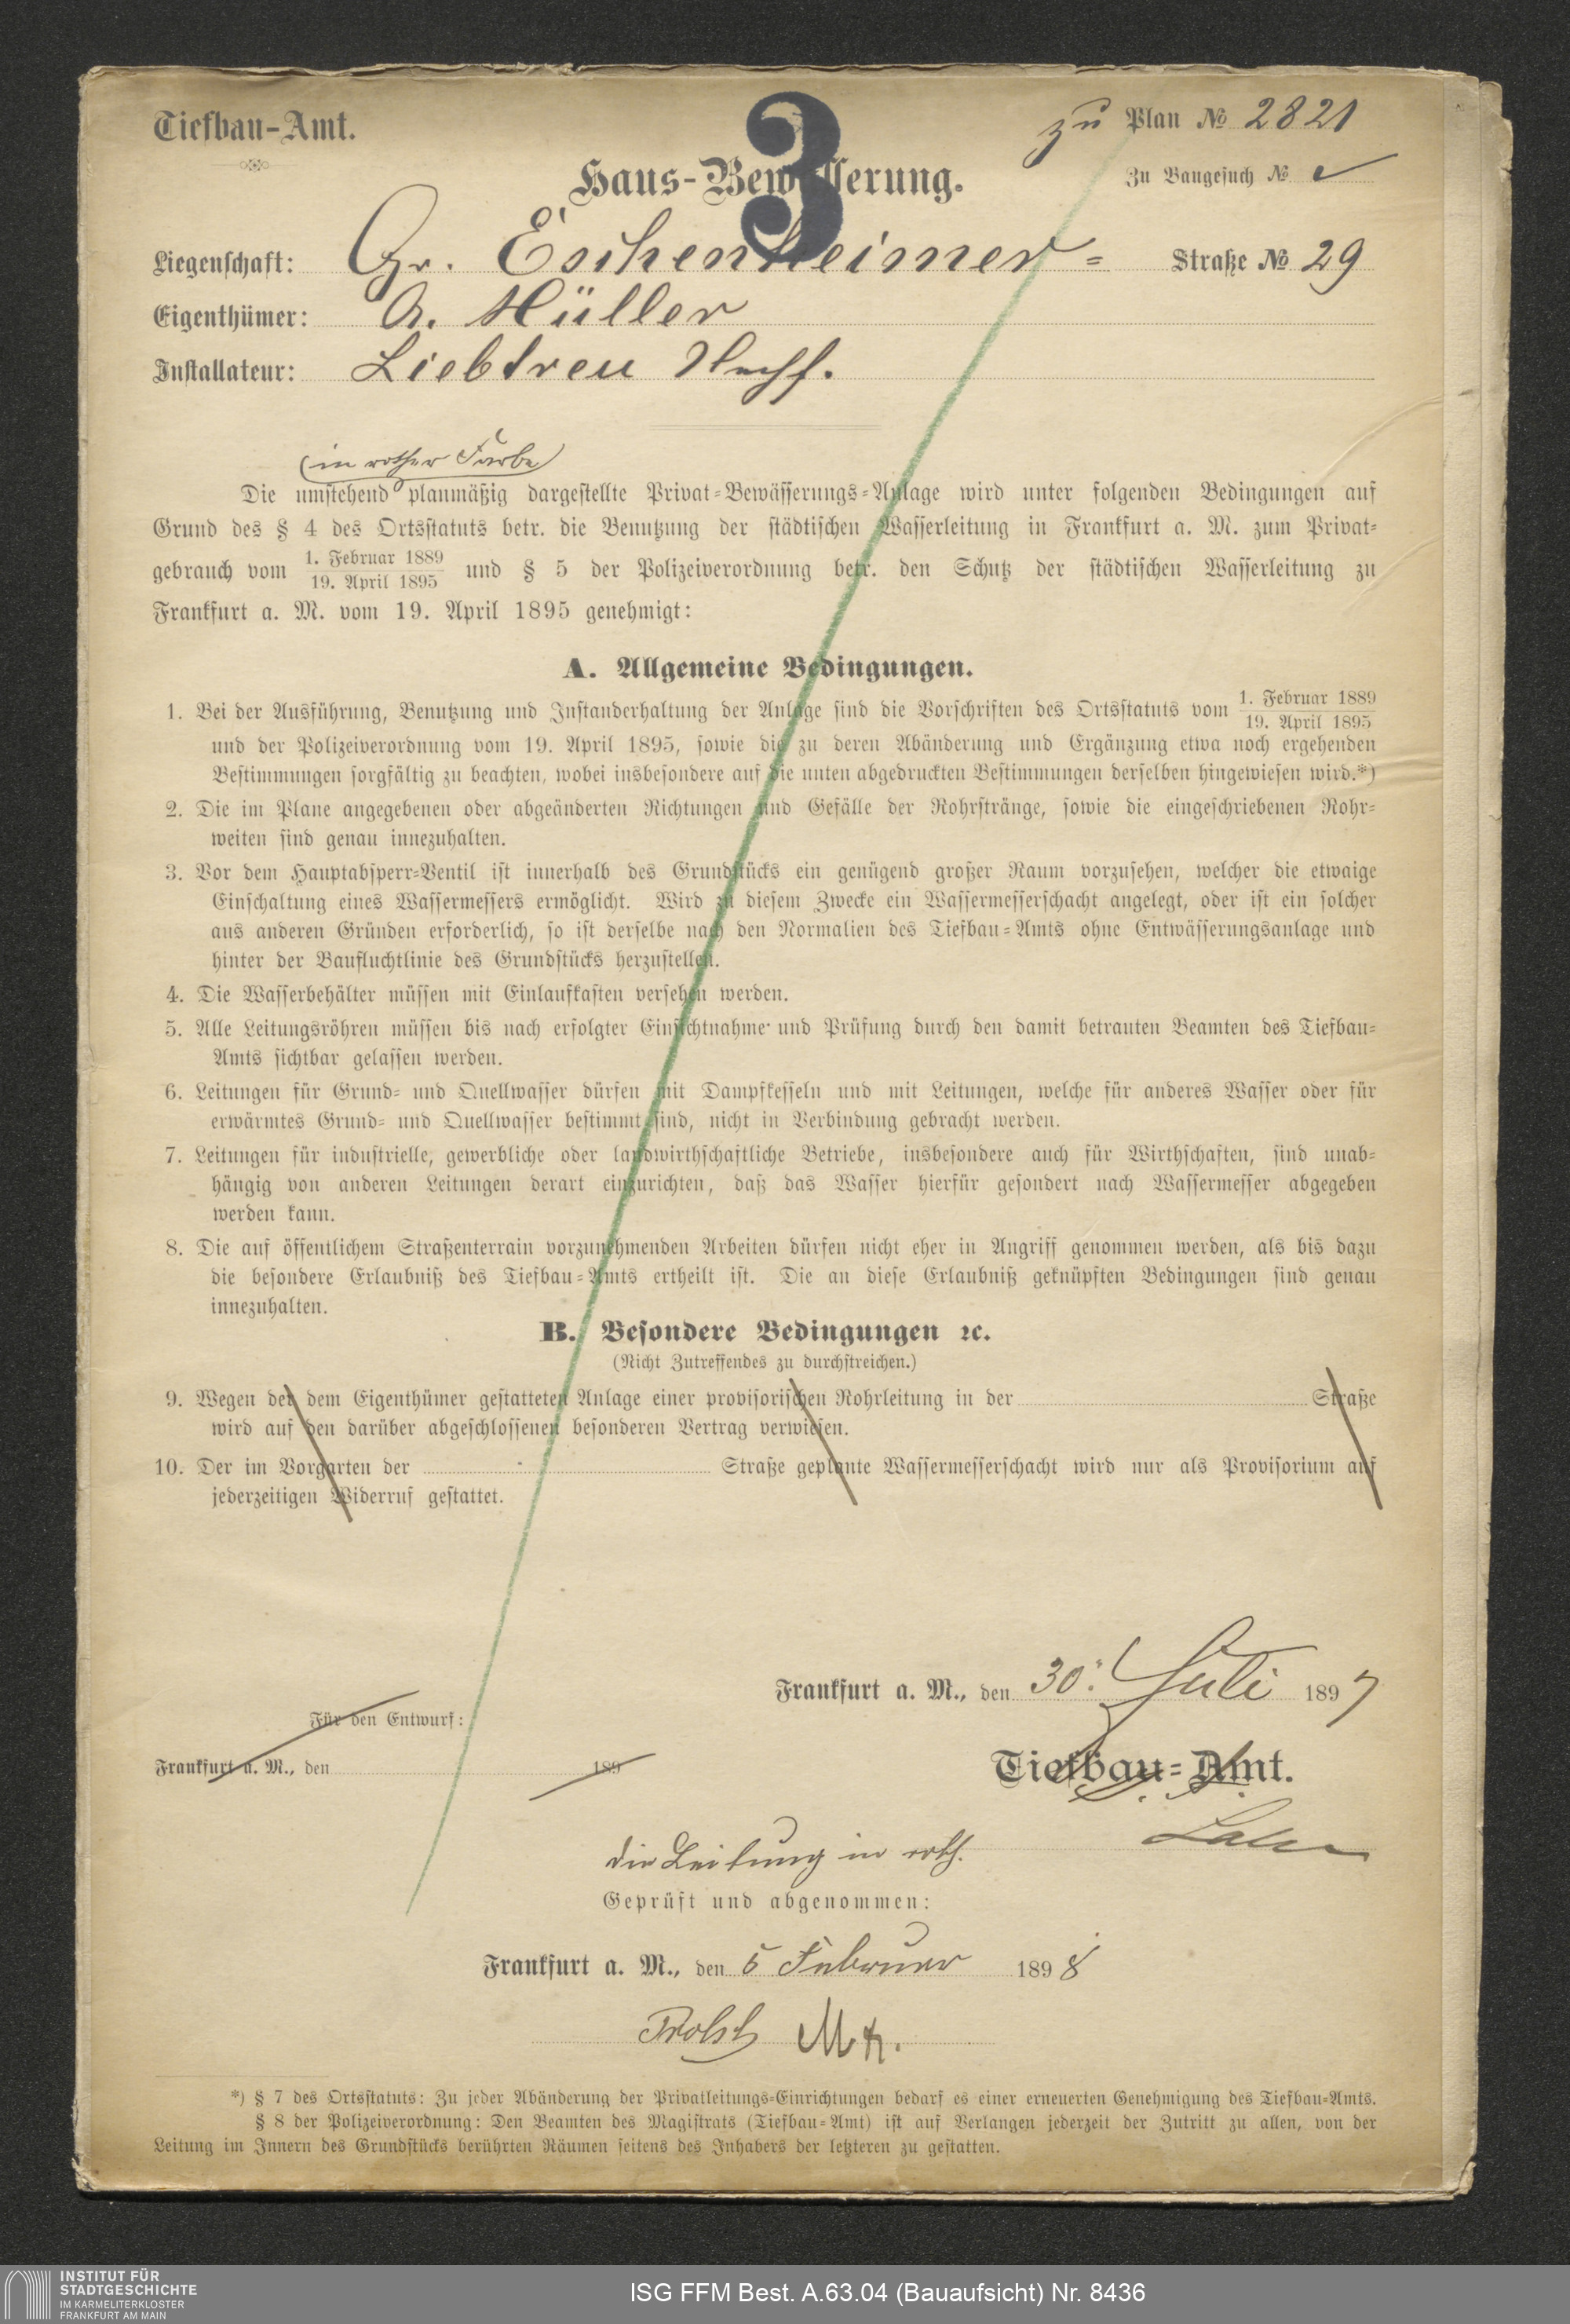 Tiefbau-Amt.
zu Plan № 2821
3
Haus-Bewässerung.
Zu Baugesuch №
Liegenschaft: Gr. Eschenheimer- Straße № 29
Eigenthümer: A. Müller
Installateur: Liebtreu Nachf.
(in rother Farbe)
Die umstehend planmäßig dargestellte Privat-Bewässerungs-Anlage wird unter folgenden Bedingungen auf
Grund des § 4 des Ortsstatuts betr. die Benutzung der städtischen Wasserleitung in Frankfurt a. M. zum Privat-
gebrauch vom 1. Februar 1889 / 19. April 1895 und § 5 der Polizeiverordnung betr. den Schutz der städtischen Wasserleitung zu
Frankfurt a. M. vom 19. April 1895 genehmigt:
A. Allgemeine Bedingungen.
1. Bei der Ausführung, Benutzung und Instanderhaltung der Anlage sind die Vorschriften des Ortsstatuts vom 1. Februar 1889 / 19. April 1895
und der Polizeiverordnung vom 19. April 1895, sowie die zu deren Abänderung und Ergänzung etwa noch ergehenden
Bestimmungen sorgfältig zu beachten, wobei insbesondere auf die unten abgedruckten Bestimmungen derselben hingewiesen wird.*)
2. Die im Plane angegebenen oder abgeänderten Richtungen und Gefälle der Rohrstränge, sowie die eingeschriebenen Rohr-
weiten sind genau innezuhalten.
3. Vor dem Hauptabsperr-Ventil ist innerhalb des Grundstücks ein genügend großer Raum vorzusehen, welcher die etwaige
Einschaltung eines Wassermessers ermöglicht. Wird zu diesem Zwecke ein Wassermesserschacht angelegt, oder ist ein solcher
aus anderen Gründen erforderlich, so ist derselbe nach den Normalien des Tiefbau-Amts ohne Entwässerungsanlage und
hinter der Baufluchtlinie des Grundstücks herzustellen.
4. Die Wasserbehälter müssen mit Einlaufkasten versehen werden.
5. Alle Leitungsröhren müssen bis nach erfolgter Einsichtnahme und Prüfung durch den damit betrauten Beamten des Tiefbau-
Amts sichtbar gelassen werden.
6. Leitungen für Grund- und Quellwasser dürfen mit Dampfkesseln und mit Leitungen, welche für anderes Wasser oder für
erwärmtes Grund- und Quellwasser bestimmt sind, nicht in Verbindung gebracht werden.
7. Leitungen für industrielle, gewerbliche oder landwirthschaftliche Betriebe, insbesondere auch für Wirthschaften, sind unab-
hängig von anderen Leitungen derart einzurichten, daß das Wasser hierfür gesondert nach Wassermesser abgegeben
werden kann.
8. Die auf öffentlichem Straßenterrain vorzunehmenden Arbeiten dürfen nicht eher in Angriff genommen werden, als bis dazu
die besondere Erlaubniß des Tiefbau-Amts ertheilt ist. Die an diese Erlaubniß geknüpften Bedingungen sind genau
innezuhalten.
B. Besondere Bedingungen ꝛc.
(Nicht Zutreffendes zu durchstreichen.)
9. Wegen der dem Eigenthümer gestatteten Anlage einer provisorischen Rohrleitung in der Straße
wird auf den darüber abgeschlossenen besonderen Vertrag verwiesen.
10. Der im Vorgarten der Straße geplante Wassermesserschacht wird nur als Provisorium auf
jederzeitigen Widerruf gestattet.
Frankfurt a. M., den 30. Juli 1897
Für den Entwurf:
Frankfurt a. M., den 189
Tiefbau-Amt.
die Leitung in roth.
Geprüft und abgenommen:
Frankfurt a. M., den 5 Februar 1898
*) § 7 des Ortsstatuts: Zu jeder Abänderung der Privatleitungs-Einrichtungen bedarf es einer erneuerten Genehmigung des Tiefbau-Amts.
§ 8 der Polizeiverordnung: Den Beamten des Magistrats (Tiefbau-Amt) ist auf Verlangen jederzeit der Zutritt zu allen, von der
Leitung im Innern des Grundstücks berührten Räumen seitens des Inhabers der letzteren zu gestatten.
INSTITUT FÜR
STADTGESCHICHTE
IM KARMELITERKLOSTER
FRANKFURT AM MAIN
ISG FFM Best. A.63.04 (Bauaufsicht) Nr. 8436